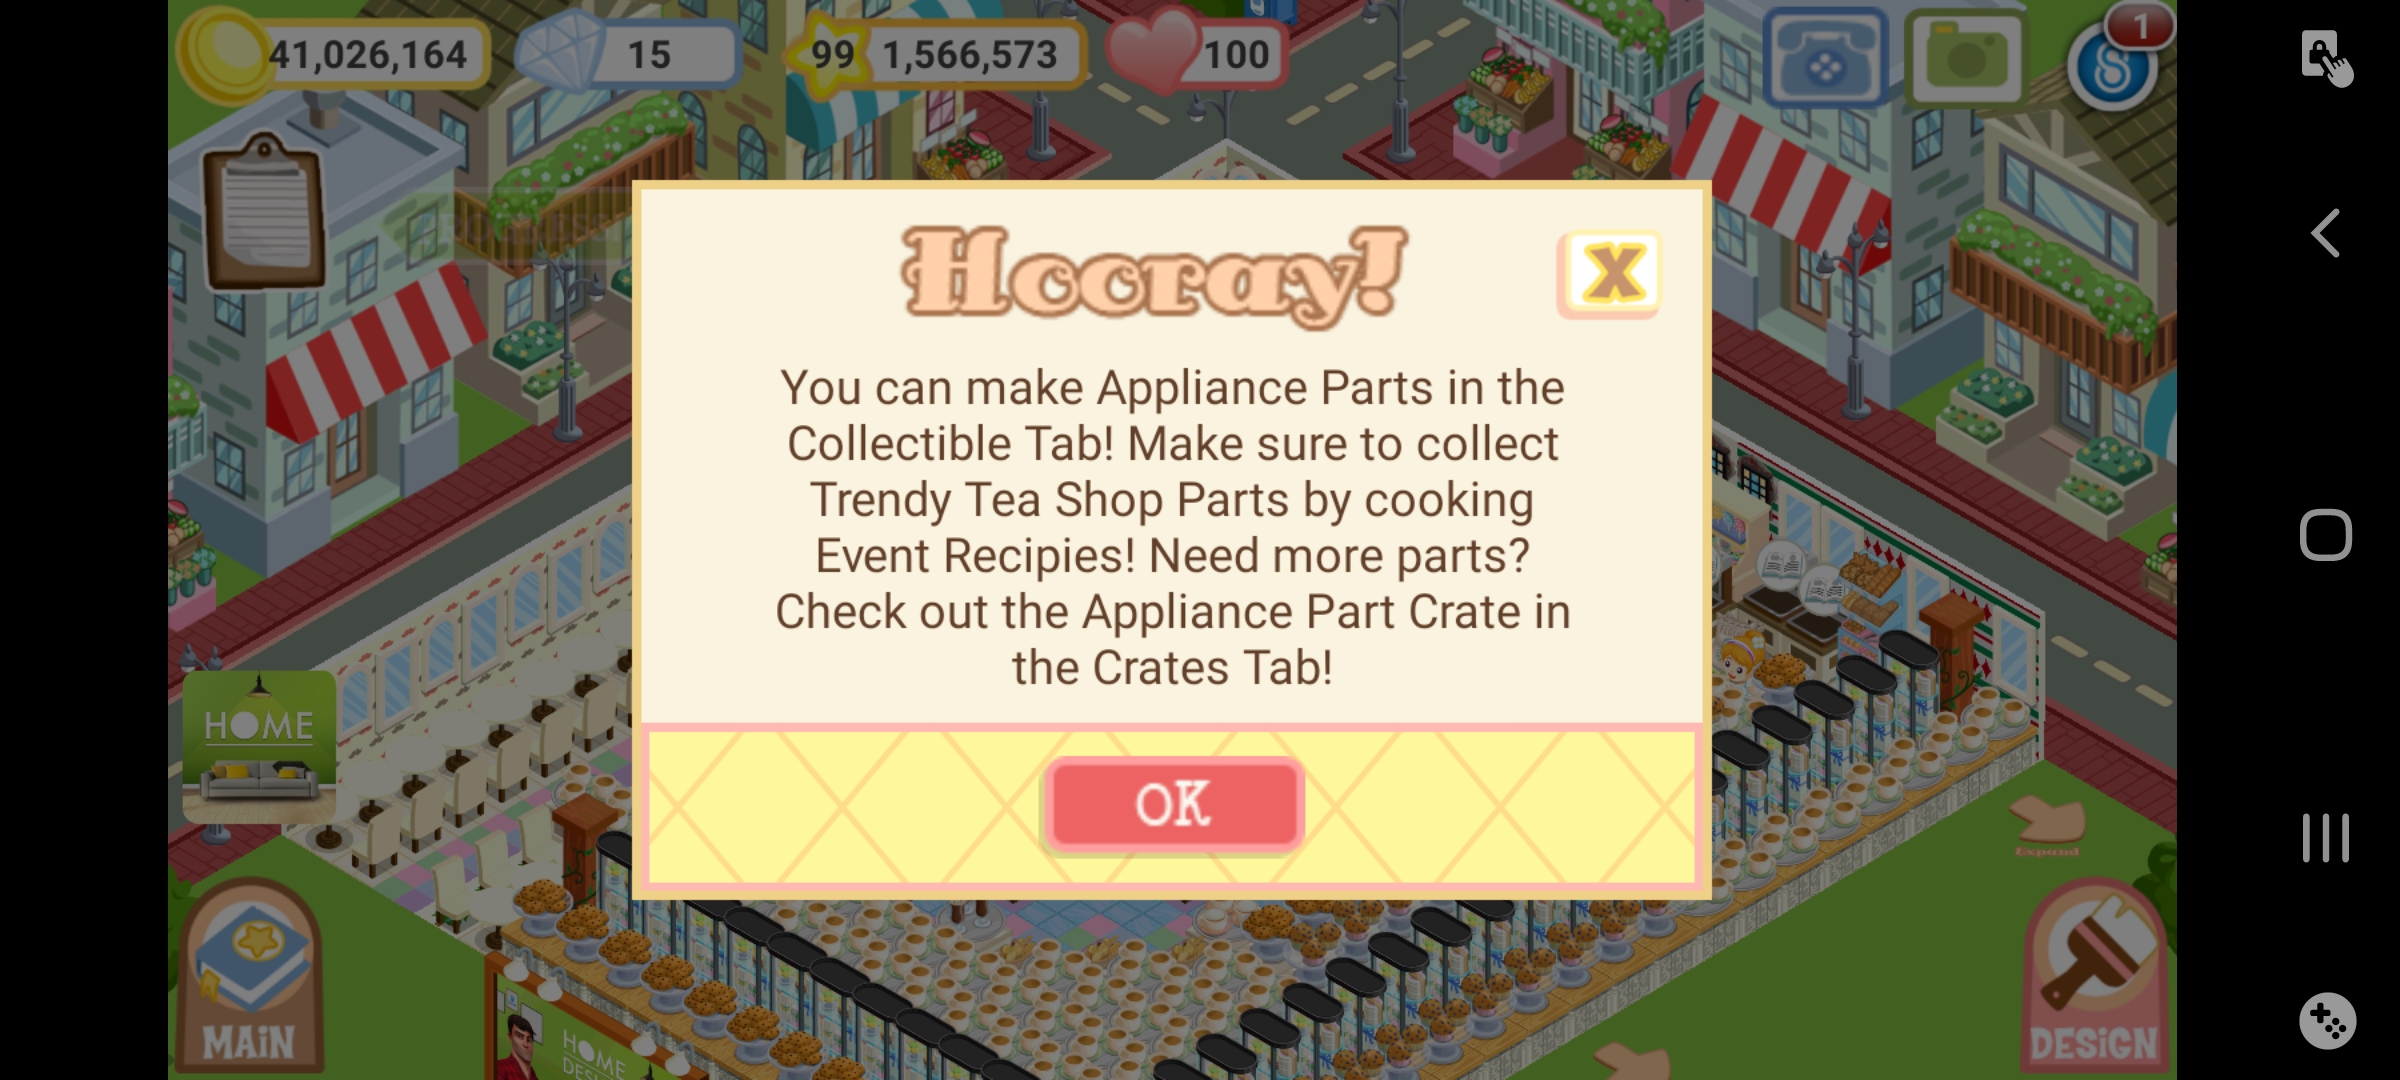 41,026,164
15
99
1,566,573
100
1
Hooray!
X
You can make Appliance Parts in the
Collectible Tab! Make sure to collect
Trendy Tea Shop Parts by cooking
Event Recipies! Need more parts?
Check out the Appliance Part Crate in
the Crates Tab!
OK
HOME
Expand
MAiN
HOME
DESiGN